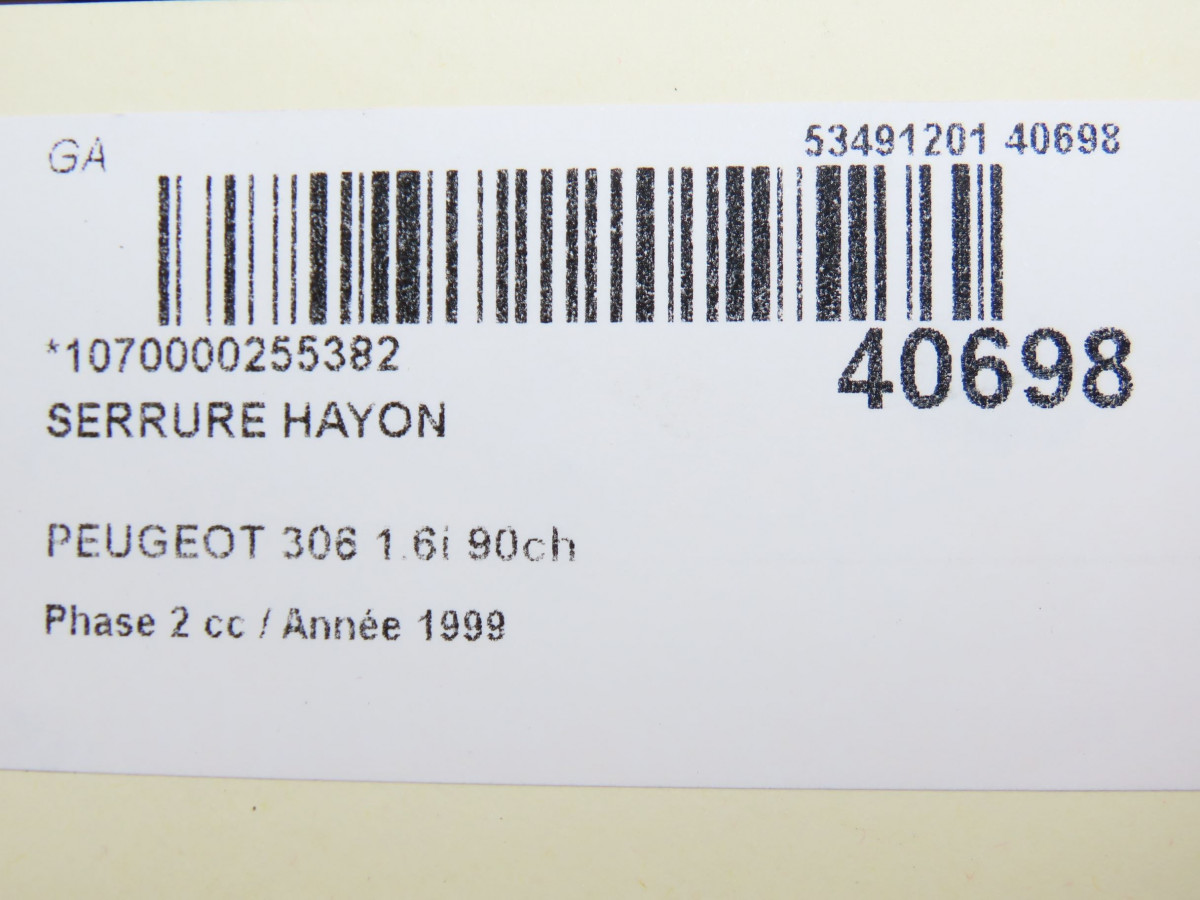 GA
53491201 40698
*1070000255382
40698
SERRURE HAYON
PEUGEOT 306 1.6i 90ch
Phase 2 cc / Année 1999